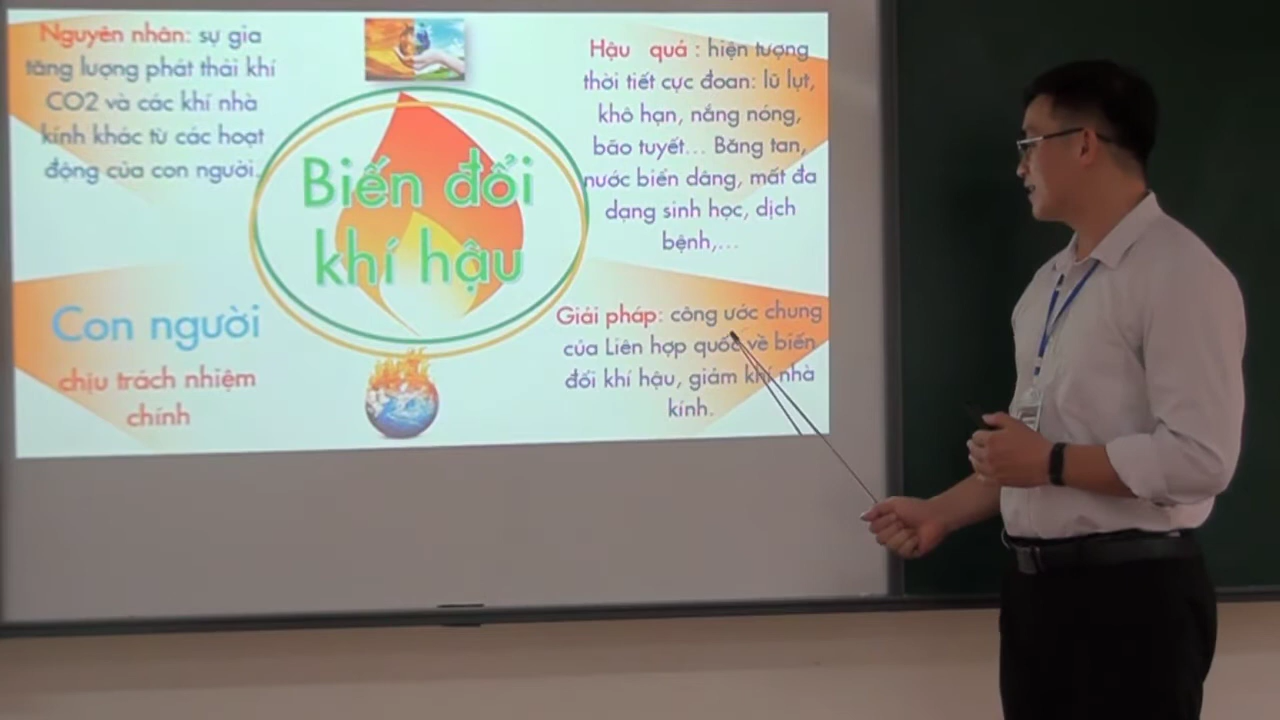 Nguyên nhân: sự gia
tăng lượng phát thải khí
CO2 và các khí nhà
kính khác từ các hoạt
động của con người.
Biến đổi
khí hậu
Hậu quả : hiện tượng
thời tiết cực đoan: lũ lụt,
khô hạn, nắng nóng,
bão tuyết... Băng tan,
nước biển dâng, mất đa
dạng sinh học, dịch
bệnh,...
Con người
chịu trách nhiệm
chính
Giải pháp: công ước chung
của Liên hợp quốc về biến
đổi khí hậu, giảm khí nhà
kính.